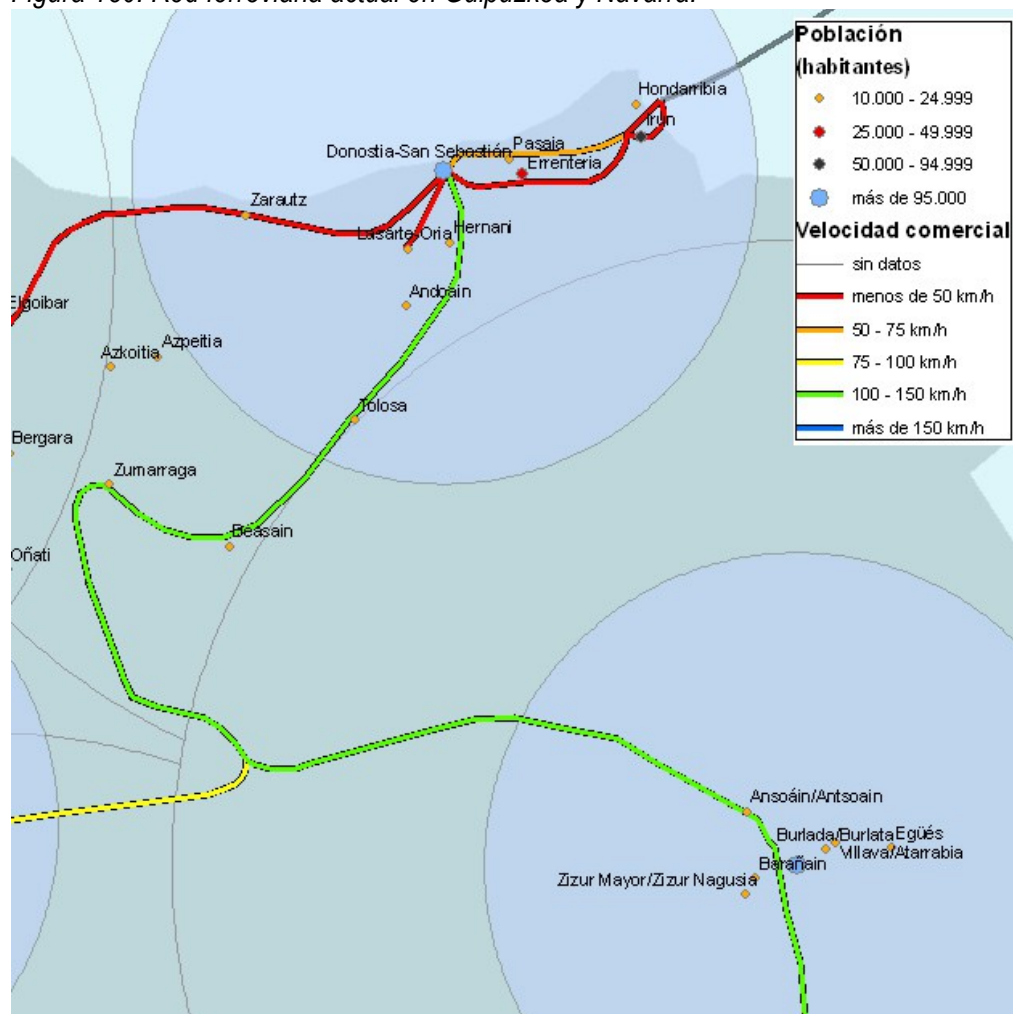 Figura 139: Red ferroviaria actual en Guipuzkoa y Navarra.
Población
(habitantes)
10.000 - 24.999
25.000 - 49.999
50.000 - 94.999
más de 95.000
Velocidad comercial
sin datos
menos de 50 km/h
50 - 75 km/h
75 - 100 km/h
100 - 150 km/h
más de 150 km/h
Hondarribia
Irun
Pasaia
Donostia-San Sebastián
Errenteria
Zarautz
Lasarte-Oria
Hernani
Elgoibar
Andoain
Azpeitia
Azkoitia
Tolosa
Bergara
Zumarraga
Beasain
Oñati
Ansoáin/Antsoain
Burlada/Burlata
Egüés
Villava/Atarrabia
Barañain
Zizur Mayor/Zizur Nagusia